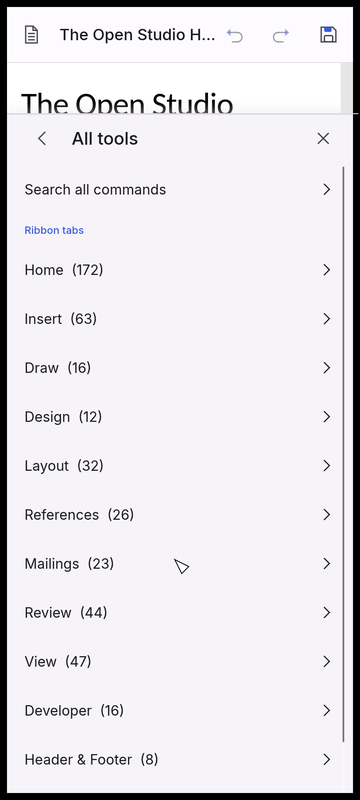 The Open Studio H...
The Open Studio
All tools
Search all commands
Ribbon tabs
Home (172)
Insert (63)
Draw (16)
Design (12)
Layout (32)
References (26)
Mailings (23)
Review (44)
View (47)
Developer (16)
Header & Footer (8)